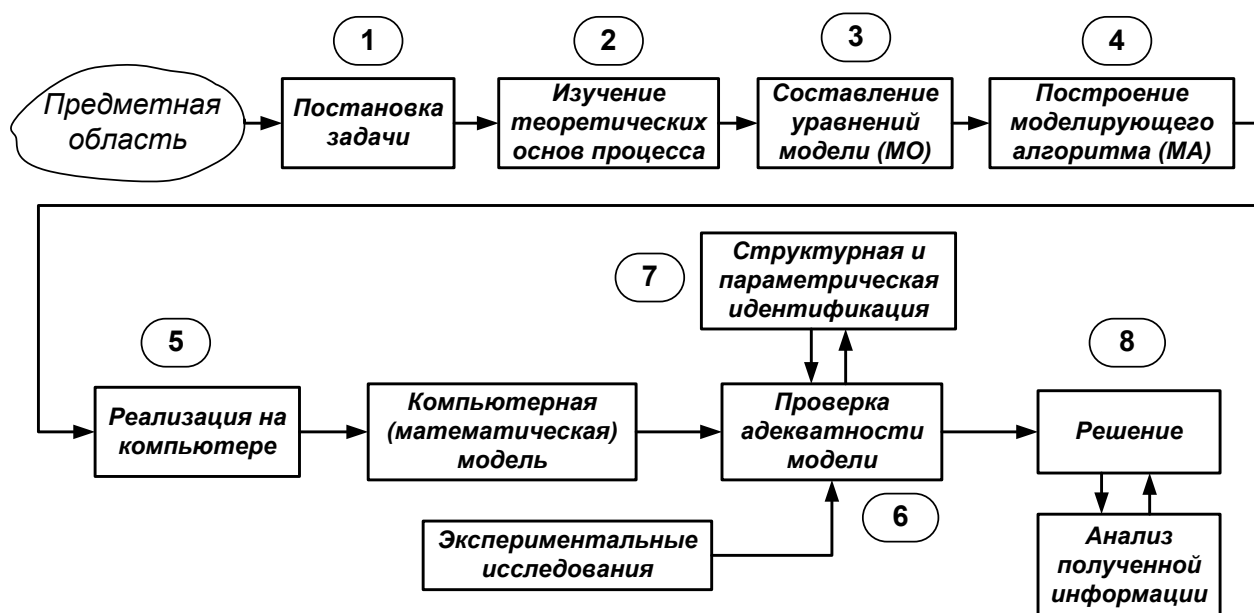 1
2
3
4
Предметная
область
Постановка
задачи
Изучение
теоретических
основ процесса
Составление
уравнений
модели (МО)
Построение
моделирующего
алгоритма (МА)
7
Структурная и
параметрическая
идентификация
5
8
Реализация на
компьютере
Компьютерная
(математическая)
модель
Проверка
адекватности
модели
Решение
6
Экспериментальные
исследования
Анализ
полученной
информации